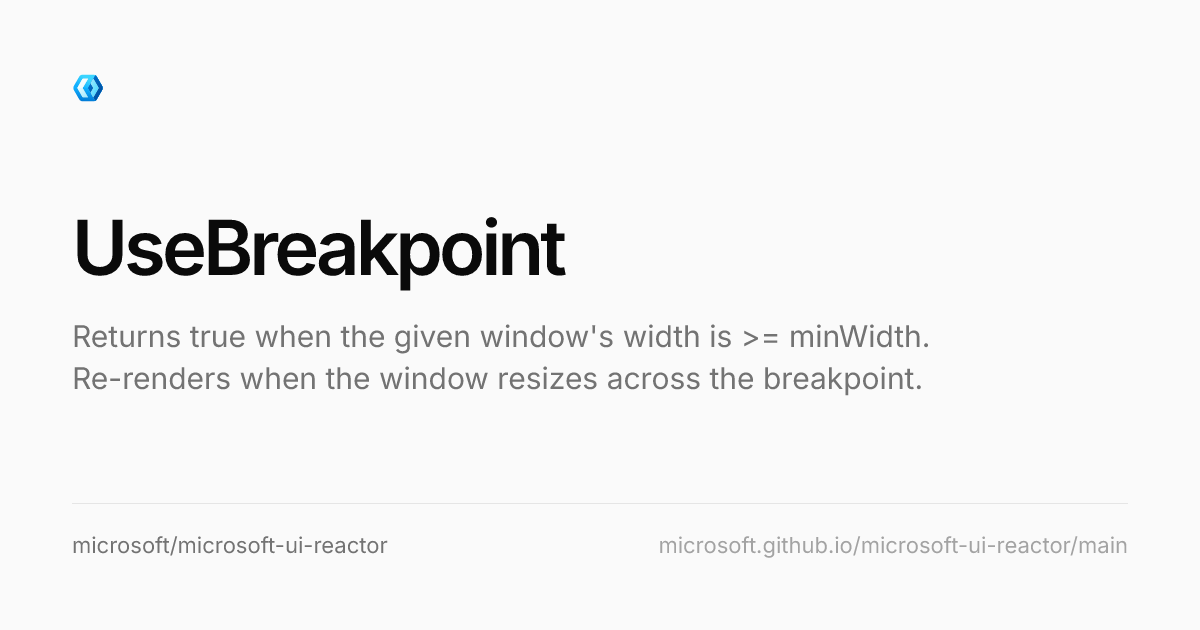 UseBreakpoint
Returns true when the given window's width is >= minWidth.
Re-renders when the window resizes across the breakpoint.
microsoft/microsoft-ui-reactor
microsoft.github.io/microsoft-ui-reactor/main